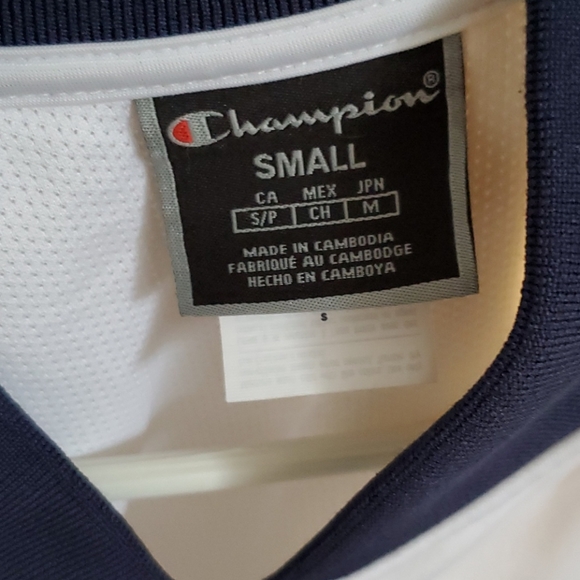 Champion®
SMALL
CA MEX JPN
S/P CH M
MADE IN CAMBODIA
FABRIQUÉ AU CAMBODGE
HECHO EN CAMBOYA
S